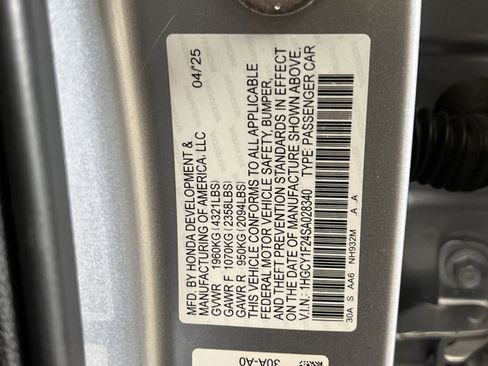 MFD. BY HONDA DEVELOPMENT & 04/25
MANUFACTURING OF AMERICA, LLC
GVWR 1960KG(4321LBS)
GAWR F 1070KG(2358LBS)
GAWR R 950KG(2094LBS)
THIS VEHICLE CONFORMS TO ALL APPLICABLE
FEDERAL MOTOR VEHICLE SAFETY BUMPER,
AND THEFT PREVENTION STANDARDS IN EFFECT
ON THE DATE OF MANUFACTURE SHOWN ABOVE.
V.I.N.: 1HGCY1F24SA028340 TYPE: PASSENGER CAR
30A S AA6 NH932M A A
30A-A0